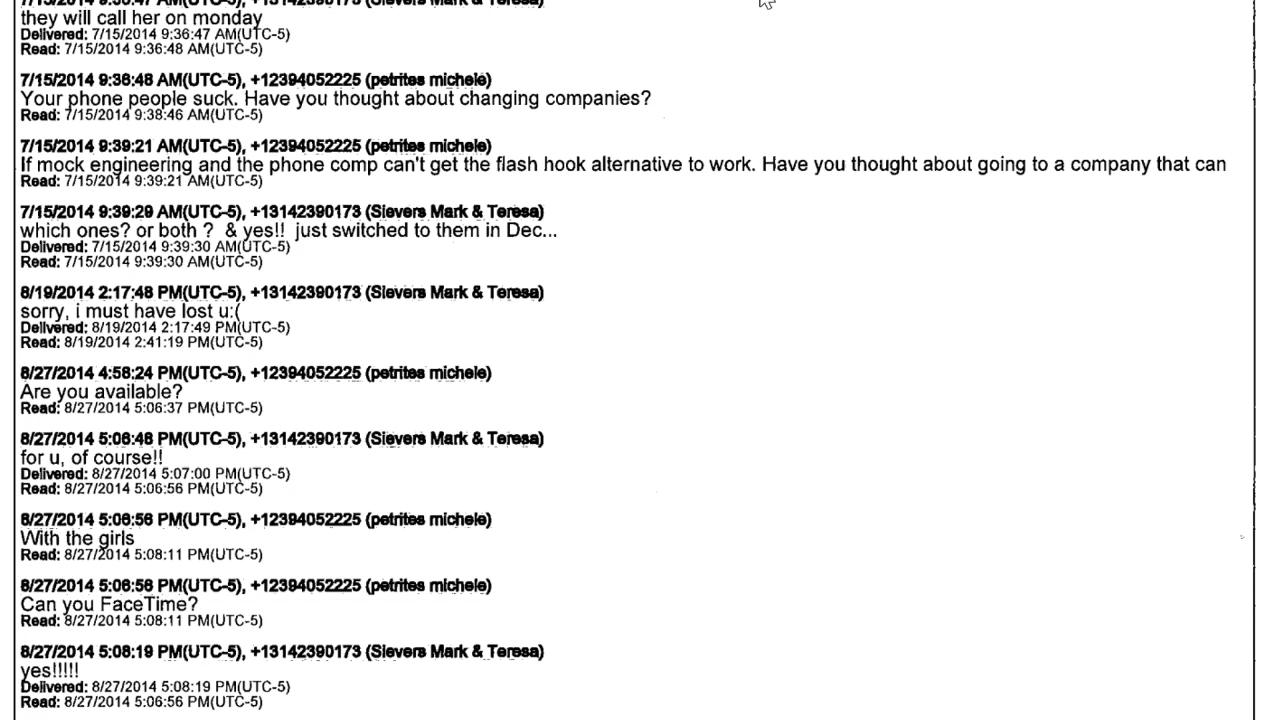 7/15/2014 9:36:47 AM(UTC-5), +13142390173 (Sievers Mark & Teresa)
they will call her on monday
Delivered: 7/15/2014 9:36:47 AM(UTC-5)
Read: 7/15/2014 9:36:48 AM(UTC-5)
7/15/2014 9:36:48 AM(UTC-5), +12394052225 (petrites michele)
Your phone people suck. Have you thought about changing companies?
Read: 7/15/2014 9:38:46 AM(UTC-5)
7/15/2014 9:39:21 AM(UTC-5), +12394052225 (petrites michele)
If mock engineering and the phone comp can't get the flash hook alternative to work. Have you thought about going to a company that can
Read: 7/15/2014 9:39:21 AM(UTC-5)
7/15/2014 9:39:29 AM(UTC-5), +13142390173 (Sievers Mark & Teresa)
which ones? or both ? & yes!! just switched to them in Dec...
Delivered: 7/15/2014 9:39:30 AM(UTC-5)
Read: 7/15/2014 9:39:30 AM(UTC-5)
8/19/2014 2:17:48 PM(UTC-5), +13142390173 (Sievers Mark & Teresa)
sorry, i must have lost u:(
Delivered: 8/19/2014 2:17:49 PM(UTC-5)
Read: 8/19/2014 2:41:19 PM(UTC-5)
8/27/2014 4:58:24 PM(UTC-5), +12394052225 (petrites michele)
Are you available?
Read: 8/27/2014 5:06:37 PM(UTC-5)
8/27/2014 5:06:48 PM(UTC-5), +13142390173 (Sievers Mark & Teresa)
for u, of course!!
Delivered: 8/27/2014 5:07:00 PM(UTC-5)
Read: 8/27/2014 5:06:56 PM(UTC-5)
8/27/2014 5:06:56 PM(UTC-5), +12394052225 (petrites michele)
With the girls
Read: 8/27/2014 5:08:11 PM(UTC-5)
8/27/2014 5:06:56 PM(UTC-5), +12394052225 (petrites michele)
Can you FaceTime?
Read: 8/27/2014 5:08:11 PM(UTC-5)
8/27/2014 5:08:19 PM(UTC-5), +13142390173 (Sievers Mark & Teresa)
yes!!!!!
Delivered: 8/27/2014 5:08:19 PM(UTC-5)
Read: 8/27/2014 5:06:56 PM(UTC-5)